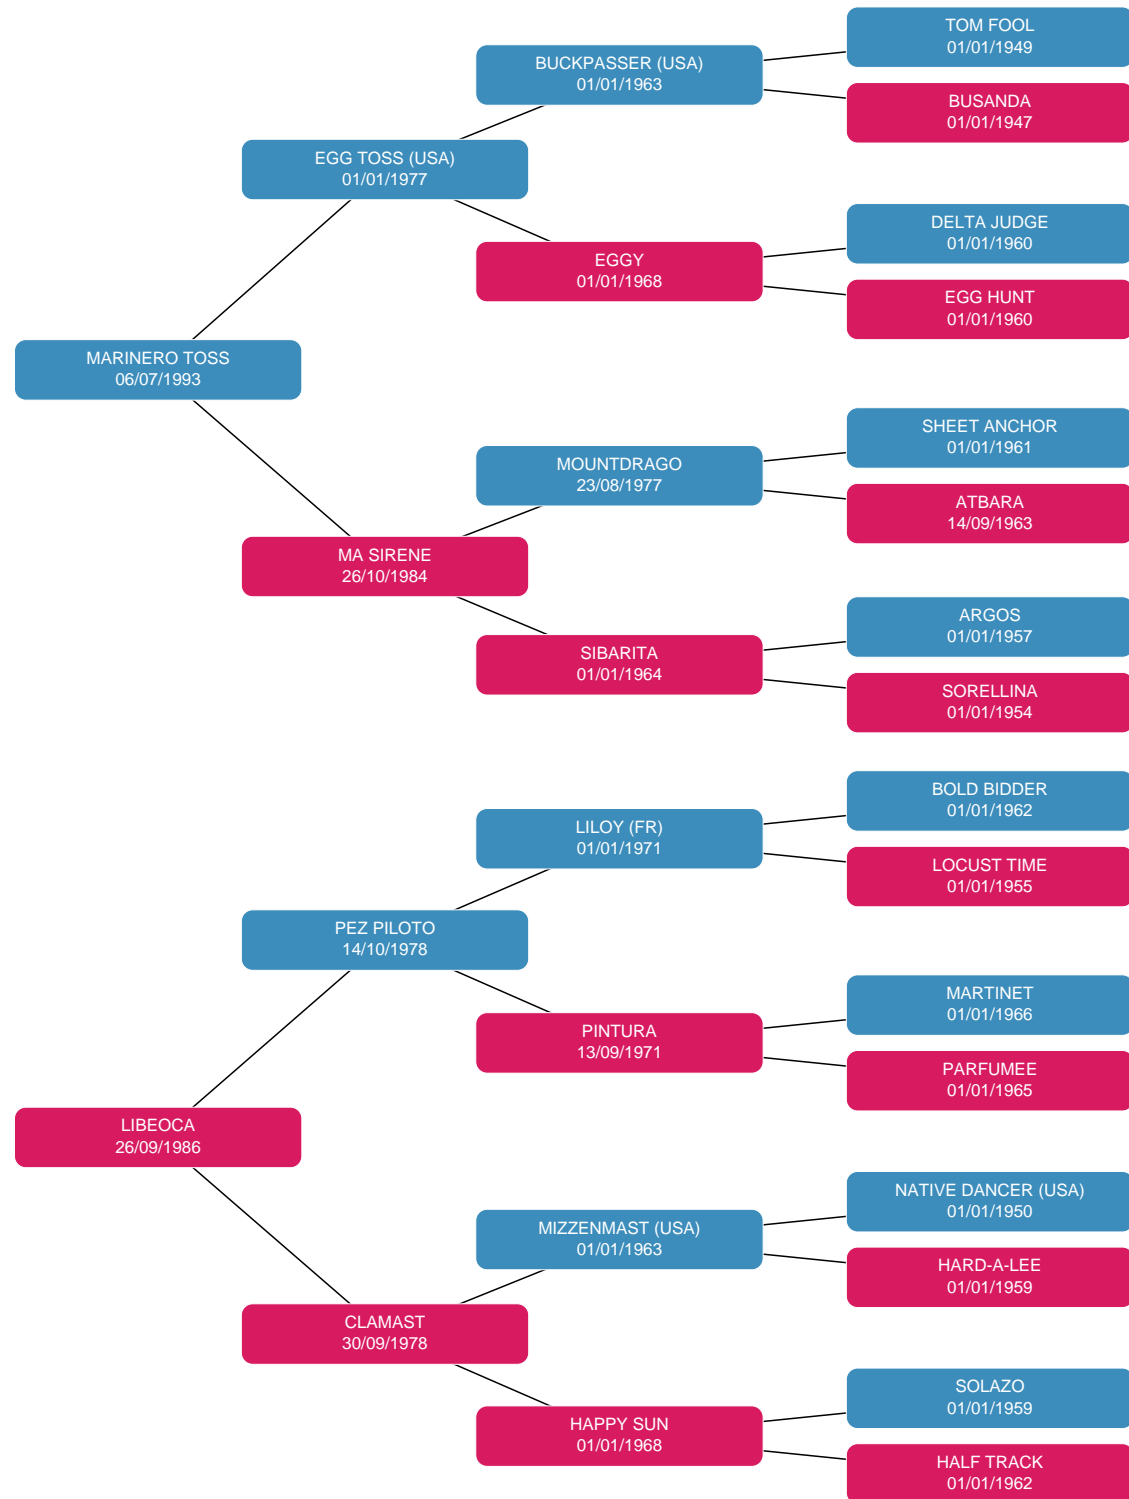 TOM FOOL
01/01/1949
BUCKPASSER (USA)
01/01/1963
BUSANDA
01/01/1947
EGG TOSS (USA)
01/01/1977
DELTA JUDGE
01/01/1960
EGGY
01/01/1968
EGG HUNT
01/01/1960
MARINERO TOSS
06/07/1993
SHEET ANCHOR
01/01/1961
MOUNTDRAGO
23/08/1977
ATBARA
14/09/1963
MA SIRENE
26/10/1984
ARGOS
01/01/1957
SIBARITA
01/01/1964
SORELLINA
01/01/1954
BOLD BIDDER
01/01/1962
LILOY (FR)
01/01/1971
LOCUST TIME
01/01/1955
PEZ PILOTO
14/10/1978
MARTINET
01/01/1966
PINTURA
13/09/1971
PARFUMEE
01/01/1965
LIBEOCA
26/09/1986
NATIVE DANCER (USA)
01/01/1950
MIZZENMAST (USA)
01/01/1963
HARD-A-LEE
01/01/1959
CLAMAST
30/09/1978
SOLAZO
01/01/1959
HAPPY SUN
01/01/1968
HALF TRACK
01/01/1962